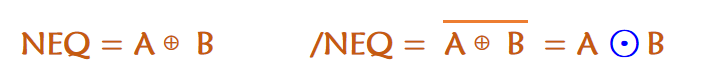 NEQ = A ⊕ B /NEQ = A̅ ̅⊕̅ ̅B̅ = A ⊙ B